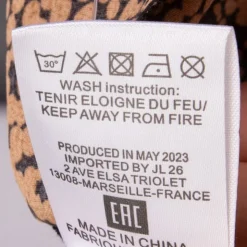 30°
WASH instruction:
TENIR ELOIGNE DU FEU/
KEEP AWAY FROM FIRE
PRODUCED IN MAY 2023
IMPORTED BY JL 26
2 AVE ELSA TRIOLET
13008-MARSEILLE-FRANCE
EAC
MADE IN CHINA